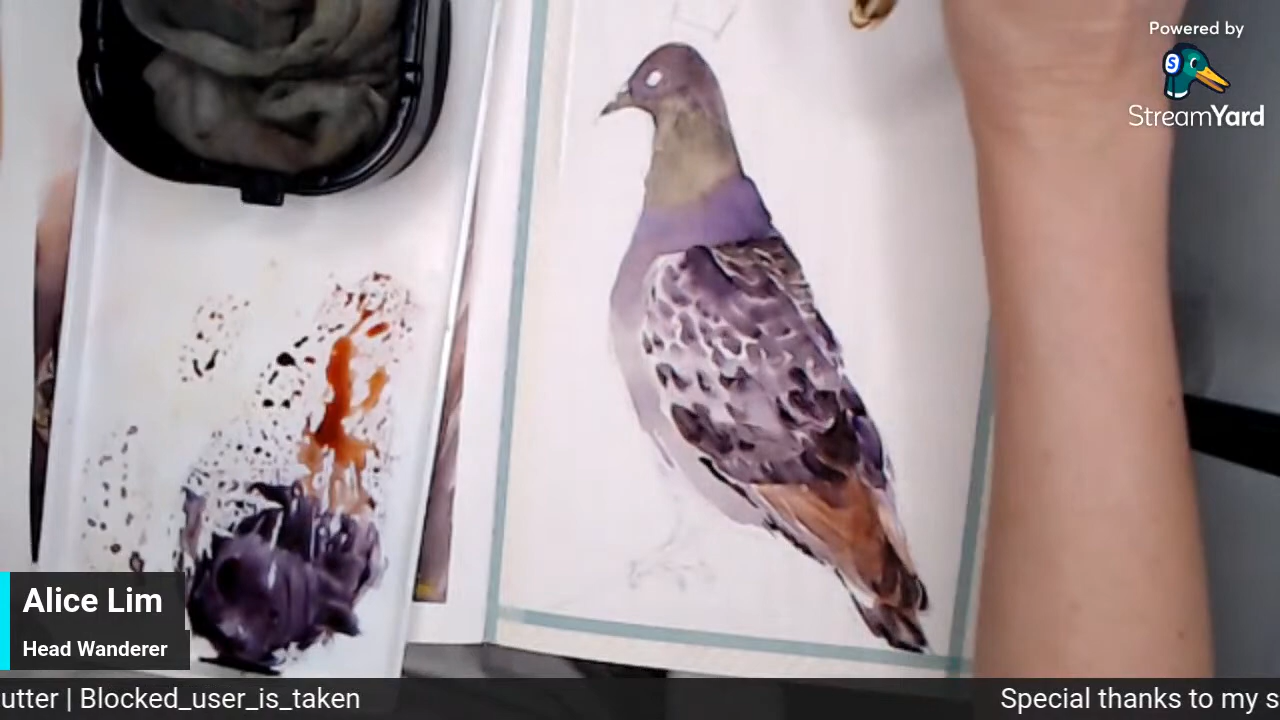 Powered by
StreamYard
Alice Lim
Head Wanderer
utter | Blocked_user_is_taken
Special thanks to my s